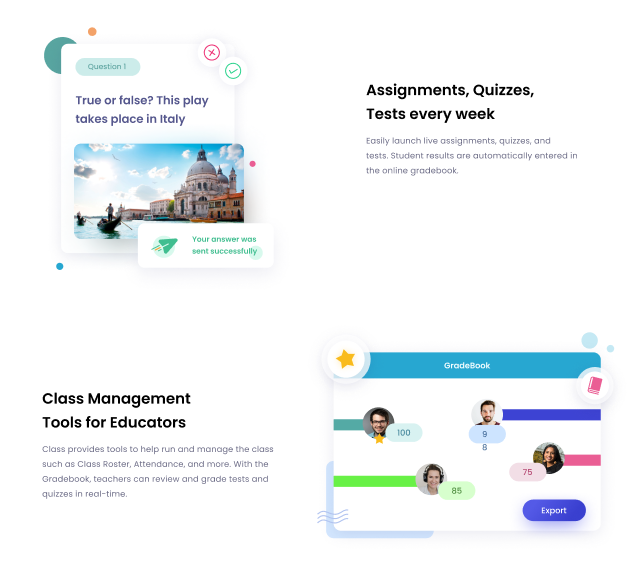 Question 1
True or false? This play
takes place in Italy
Your answer was
sent successfully
Assignments, Quizzes,
Tests every week
Easily launch live assignments, quizzes, and
tests. Student results are automatically entered in
the online gradebook.
Class Management
Tools for Educators
Class provides tools to help run and manage the class
such as Class Roster, Attendance, and more. With the
Gradebook, teachers can review and grade tests and
quizzes in real-time.
GradeBook
100
9
8
75
85
Export